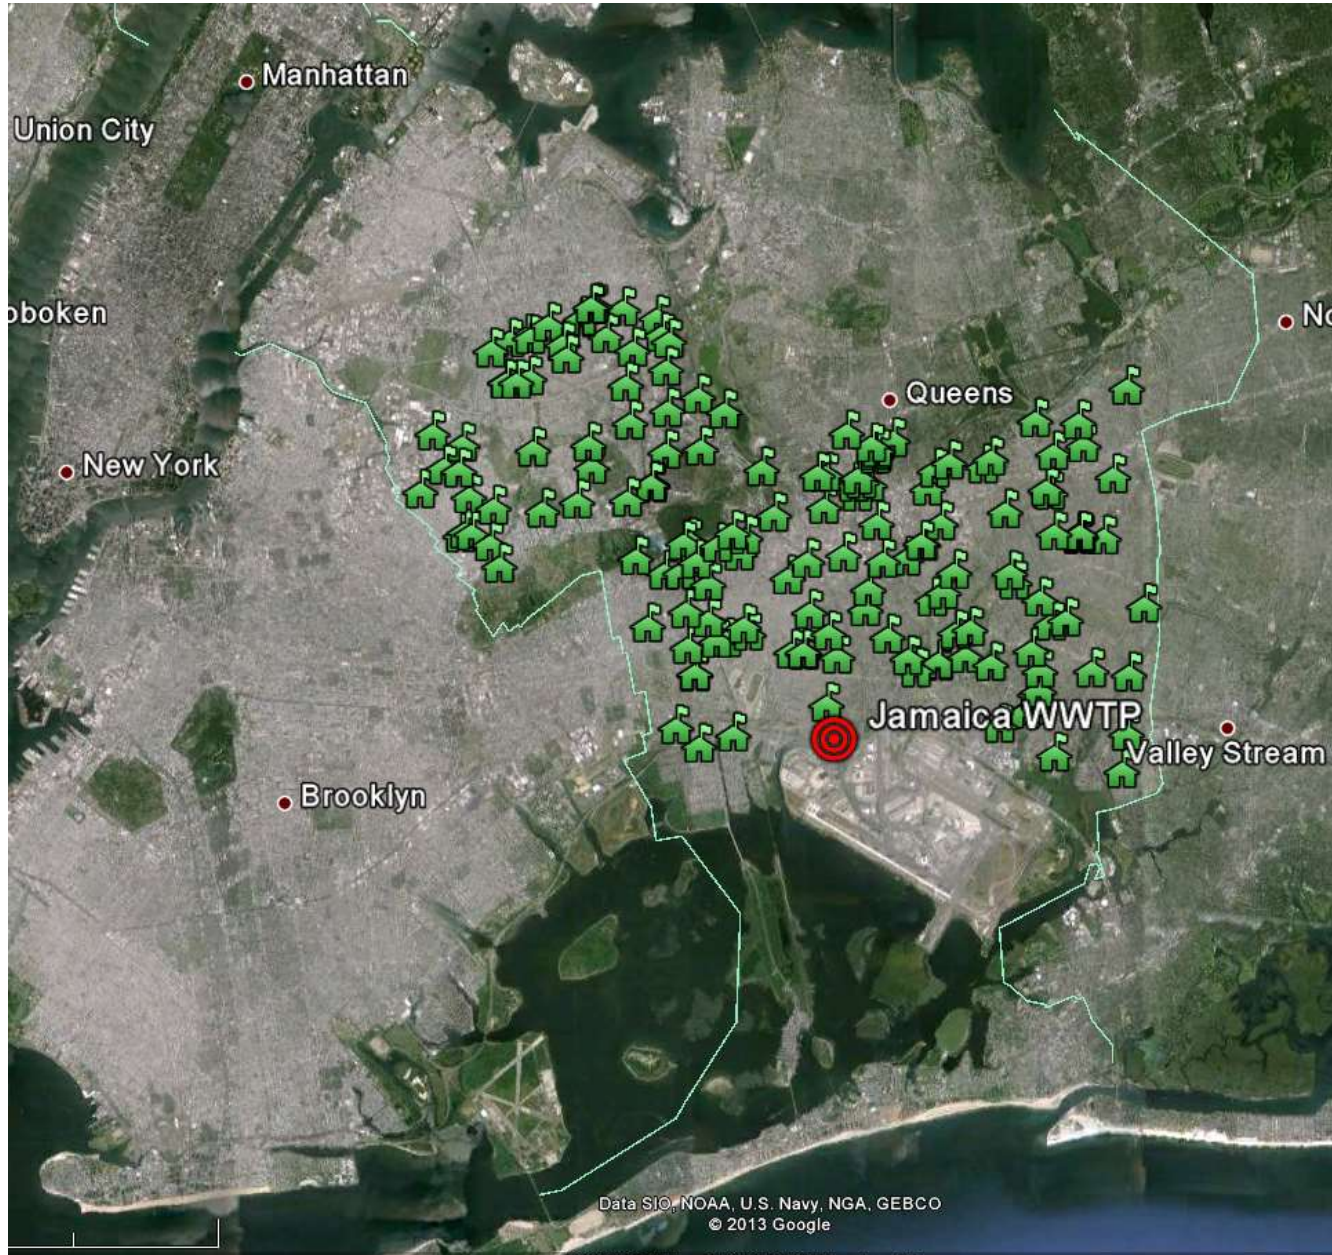 Manhattan
Union City
oboken
No
Queens
New York
Jamaica WWTP
Valley Stream
Brooklyn
Data SIO, NOAA, U.S. Navy, NGA, GEBCO
© 2013 Google